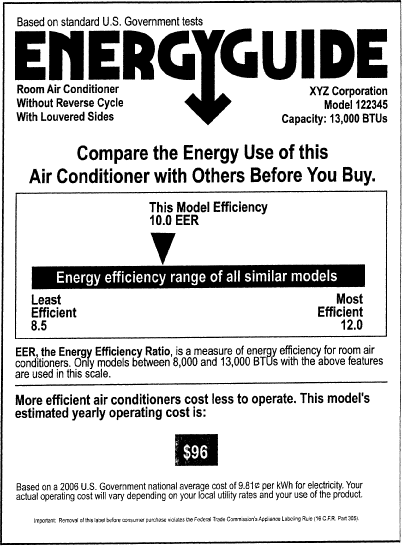 Based on standard U.S. Government tests
ENERGYGUIDE
Room Air Conditioner
Without Reverse Cycle
With Louvered Sides
XYZ Corporation
Model 122345
Capacity: 13,000 BTUs
Compare the Energy Use of this
Air Conditioner with Others Before You Buy.
This Model Efficiency
10.0 EER
Energy efficiency range of all similar models
Least
Efficient
8.5
Most
Efficient
12.0
EER, the Energy Efficiency Ratio, is a measure of energy efficiency for room air
conditioners. Only models between 8,000 and 13,000 BTUs with the above features
are used in this scale.
More efficient air conditioners cost less to operate. This model's
estimated yearly operating cost is:
$96
Based on a 2006 U.S. Government national average cost of 9.81¢ per kWh for electricity. Your
actual operating cost will vary depending on your local utility rates and your use of the product.
Important: Removal of this label before consumer purchase violates the Federal Trade Commission's Appliance Labeling Rule (16 C.F.R. Part 305).